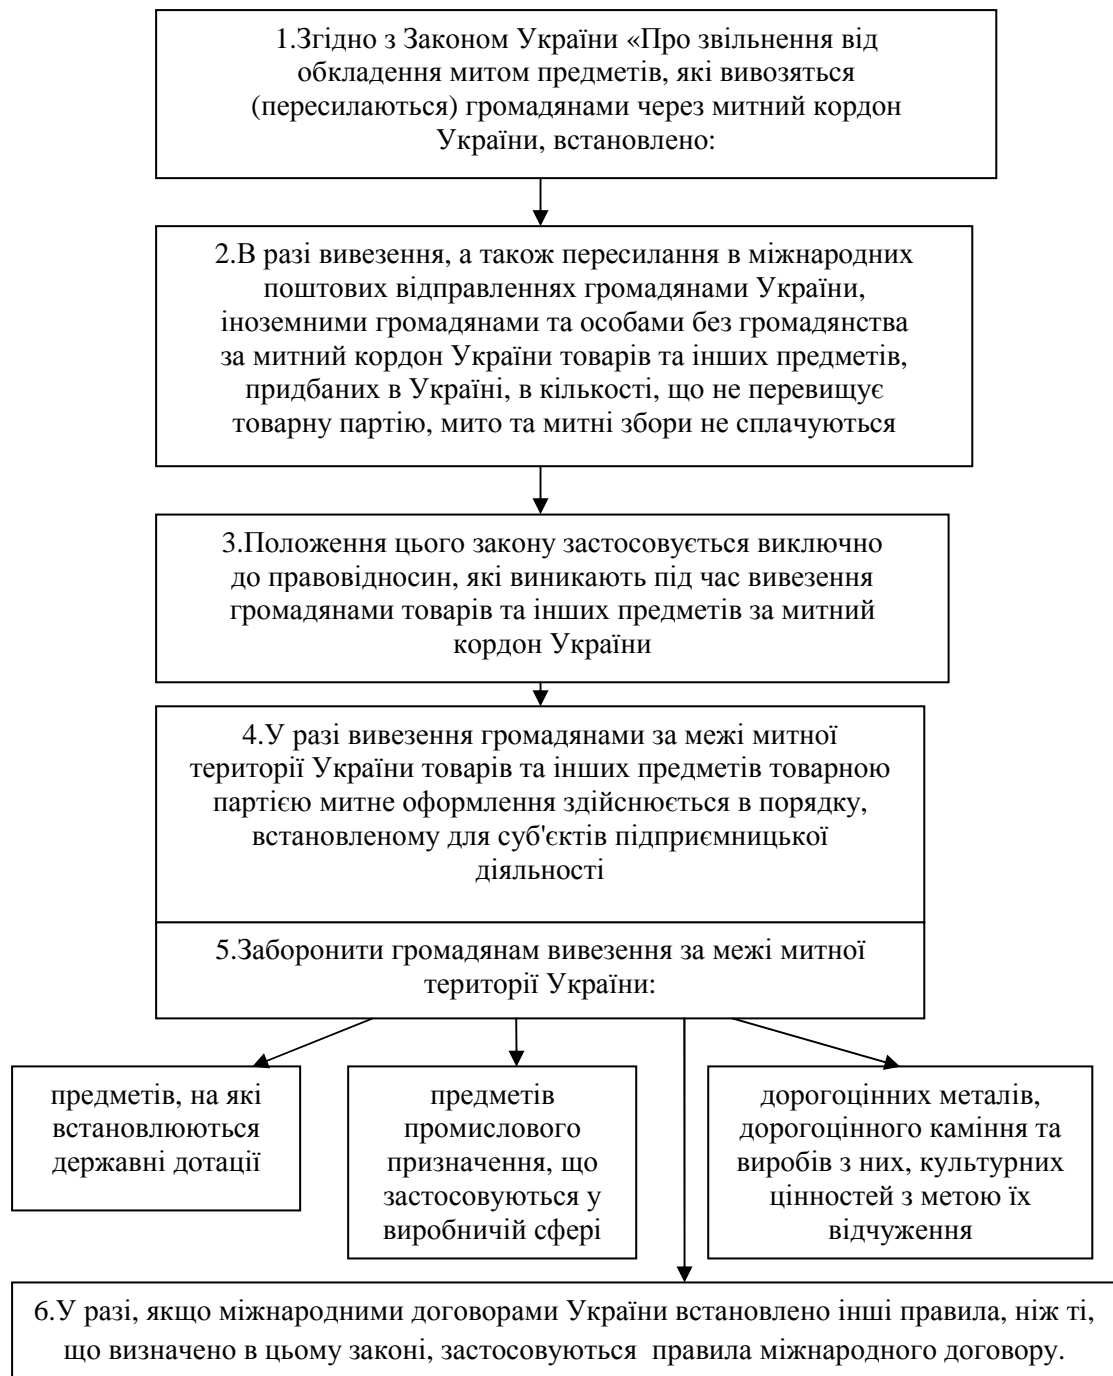 1.Згідно з Законом України «Про звільнення від
обкладення митом предметів, які вивозяться
(пересилаються) громадянами через митний кордон
України, встановлено:
2.В разі вивезення, а також пересилання в міжнародних
поштових відправленнях громадянами України,
іноземними громадянами та особами без громадянства
за митний кордон України товарів та інших предметів,
придбаних в Україні, в кількості, що не перевищує
товарну партію, мито та митні збори не сплачуються
3.Положення цього закону застосовується виключно
до правовідносин, які виникають під час вивезення
громадянами товарів та інших предметів за митний
кордон України
4.У разі вивезення громадянами за межі митної
території України товарів та інших предметів товарною
партією митне оформлення здійснюється в порядку,
встановленому для суб'єктів підприємницької
діяльності
5.Заборонити громадянам вивезення за межі митної
території України:
предметів, на які
встановлюються
державні дотації
предметів
промислового
призначення, що
застосовуються у
виробничій сфері
дорогоцінних металів,
дорогоцінного каміння та
виробів з них, культурних
цінностей з метою їх
відчуження
6.У разі, якщо міжнародними договорами України встановлено інші правила, ніж ті,
що визначено в цьому законі, застосовуються правила міжнародного договору.